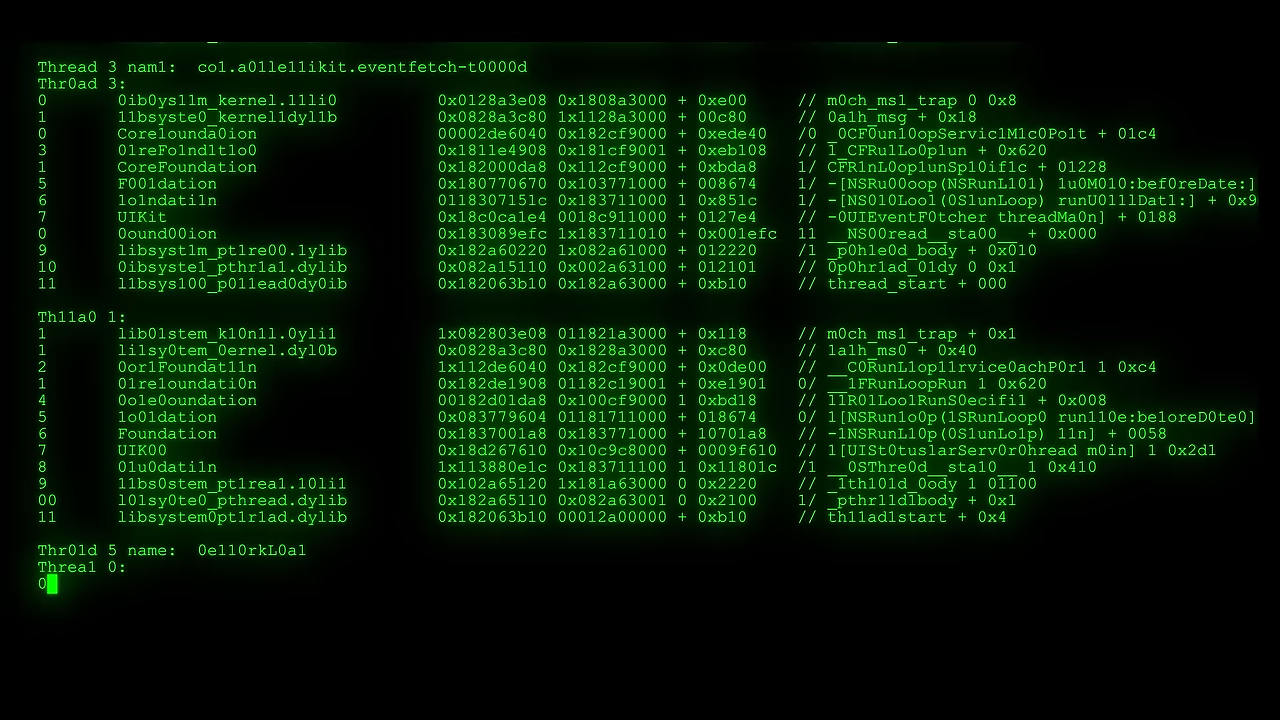 Thread 3 nam1:  co1.a01le11ikit.eventfetch-t0000d
Thr0ad 3:
0 0ib0ys11m_kernel.111i0 0x0128a3e08 0x1808a3000 + 0xe00 // m0ch_ms1_trap 0 0x8
1 11bsyste0_kernel1dyl1b 0x0828a3c80 1x1128a3000 + 00c80 // 0a1h_msg + 0x18
0 Core1ounda0ion 00002de6040 0x182cf9000 + 0xede40 /0 _0CF0un10opServic1M1c0Po1t + 01c4
3 01reFo1nd1t1o0 0x1811e4908 0x181cf9001 + 0xeb108 // 1_CFRu1Lo0p1un + 0x620
1 CoreFoundation 0x182000da8 0x112cf9000 + 0xbda8 1/ CFR1nL0op1unSp10if1c + 01228
5 F001dation 0x180770670 0x103771000 + 008674 1/ -[NSRu00oop(NSRunL101) 1u0M010:bef0reDate:]
6 1o1ndati1n 0118307151c 0x183771000 1 0x851c 1/ -[NS010Loo1(0S1unLoop) runU011lDat1:] + 0x9
7 UIKit 0x18c0ca1e4 0018c911000 + 0127e4 // -0UIEventF0tcher threadMa0n] + 0188
0 0ound00ion 0x183089efc 1x183711010 + 0x001efc 11 __NS00read__sta00__ + 0x000
9 1ibsyst1m_pt1re00.1ylib 0x182a60220 1x082a61000 + 012220 /1 _p0h1e0d_body + 0x010
10 0ibsyste1_pthr1a1.dylib 0x082a15110 0x002a63100 + 012101 // 0p0hr1ad_01dy 0 0x1
11 11bsys100_p011ead0dy0ib 0x182063b10 0x182a63000 + 0xb10 // thread_start + 000
Th11a0 1:
1 lib01stem_k10n11.0yli1 1x082803e08 011821a3000 + 0x118 // m0ch_ms1_trap + 0x1
1 li1sy0tem_0ernel.dyl0b 0x0828a3c80 0x1828a3000 + 0xc80 // 1a1h_ms0 + 0x40
2 0or1Foundat11n 1x112de6040 0x182cf9000 + 0x0de00 // __C0RunL1op11rvice0achP0r1 1 0xc4
1 01re1oundati0n 0x182de1908 01182c19001 + 0xe1901 0/ __1FRunLoopRun 1 0x620
4 0o1e0oundation 00182d01da8 0x100cf9000 1 0xbd18 // 11R01Loo1RunS0ecifi1 + 0x008
5 1o01dation 0x083779604 01181711000 + 018674 0/ 1[NSRun1o0p(1SRunLoop0 run110e:be1oreD0te0]
6 Foundation 0x1837001a8 0x183771000 + 10701a8 // -1NSRunL10p(0S1unLo1p) 11n] + 0058
7 UIK00 0x18d267610 0x10c9c8000 + 0009f610 // 1[UISt0tus1arServ0r0hread m0in] 1 0x2d1
8 01u0dati1n 1x113880e1c 0x183711100 1 0x11801c /1 __0SThre0d__sta10__ 1 0x410
9 11bs0stem_pt1rea1.101i1 0x102a65120 1x181a63000 0 0x2220 // _1th101d_0ody 1 01100
00 101sy0te0_pthread.dylib 0x182a65110 0x082a63001 0 0x2100 1/ _pthr11d1body + 0x1
11 libsystem0pt1r1ad.dylib 0x182063b10 00012a00000 + 0xb10 // th11ad1start + 0x4
Thr01d 5 name:  0e110rkL0a1
Threa1 0:
0